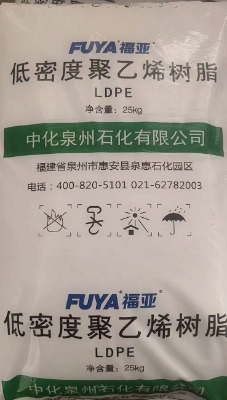 FUYA 福亚
低密度聚乙烯树脂
LDPE
净含量：25kg
中化泉州石化有限公司
福建省泉州市惠安县泉惠石化园区
电话：400-820-5101 021-62782003
FUYA 福亚
低密度聚乙烯树脂
LDPE
净含量：25kg
中化泉州石化有限公司